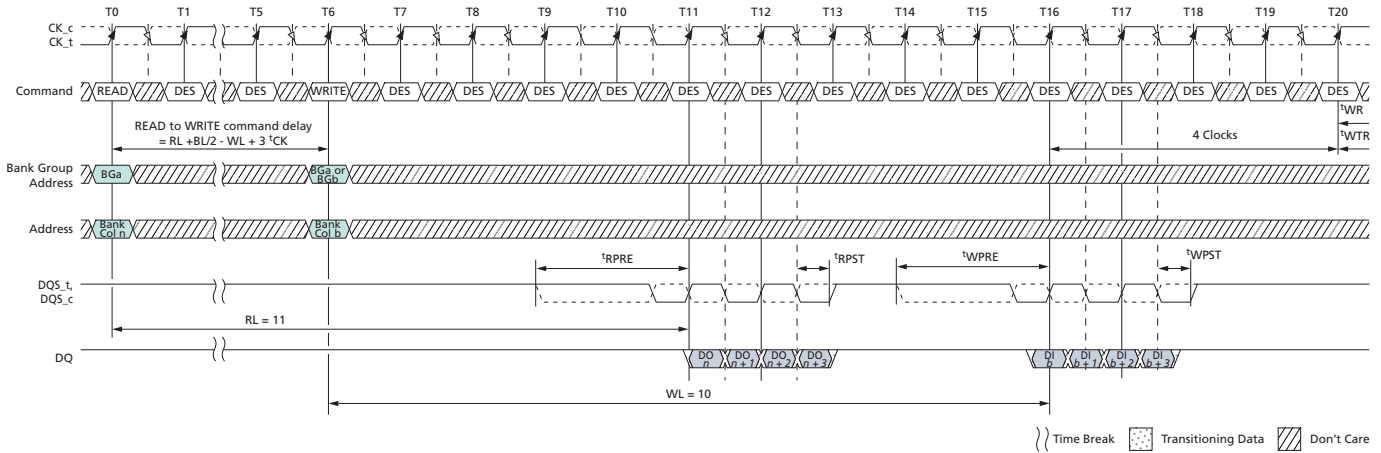 T0 T1 T5 T6 T7 T8 T9 T10 T11 T12 T13 T14 T15 T16 T17 T18 T19 T20
CK_c
CK_t
Command READ DES DES WRITE DES DES DES DES DES DES DES DES DES DES DES DES DES DES
tWR
READ to WRITE command delay
= RL +BL/2 - WL + 3 tCK
4 Clocks
tWTR
Bank Group
Address
BGa
BGa or
BGb
Address
Bank
Col n
Bank
Col b
tRPRE tRPST tWPRE tWPST
DQS_t,
DQS_c
RL = 11
DQ
DO
n
DO
n + 1
DO
n + 2
DO
n + 3
DI
b
DI
b + 1
DI
b + 2
DI
b + 3
WL = 10
Time Break Transitioning Data Don't Care